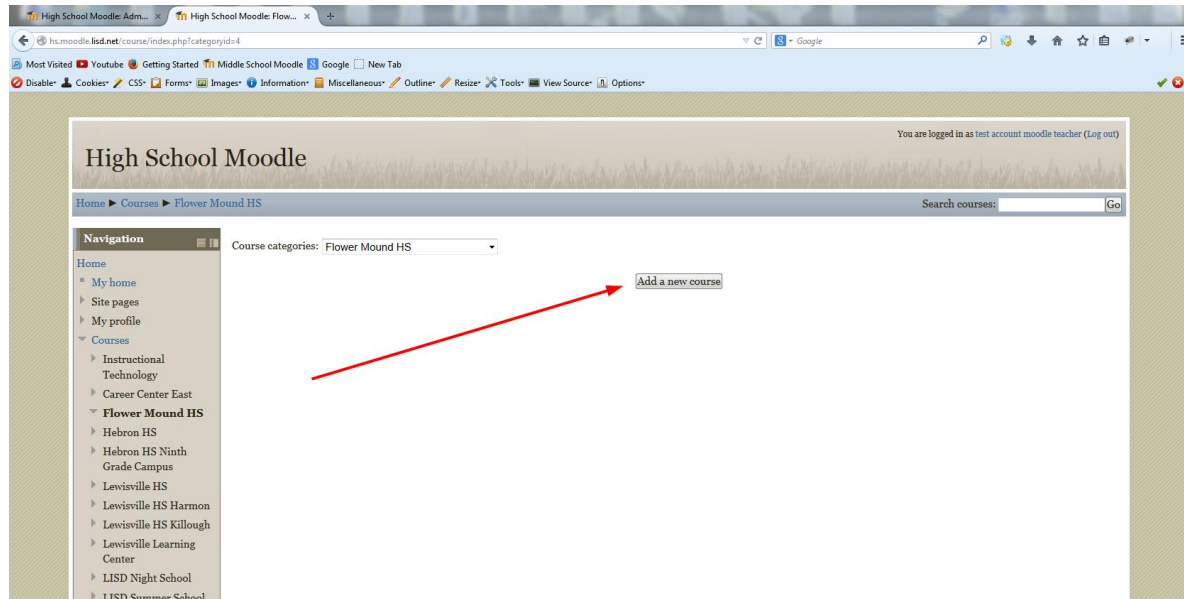 High School Moodle: Adm... × High School Moodle: Flow... × +
hs.moodle.lisd.net/course/index.php?categoryid=4 Google
Most Visited Youtube Getting Started Middle School Moodle Google New Tab
Disable Cookies CSS Forms Images Information Miscellaneous Outline Resize Tools View Source Options
You are logged in as test account moodle teacher (Log out)
High School Moodle
Home ► Courses ► Flower Mound HS Search courses: Go
Navigation
Course categories: Flower Mound HS
Home
My home
Add a new course
Site pages
My profile
Courses
Instructional
Technology
Career Center East
Flower Mound HS
Hebron HS
Hebron HS Ninth
Grade Campus
Lewisville HS
Lewisville HS Harmon
Lewisville HS Killough
Lewisville Learning
Center
LISD Night School
LISD Summer School